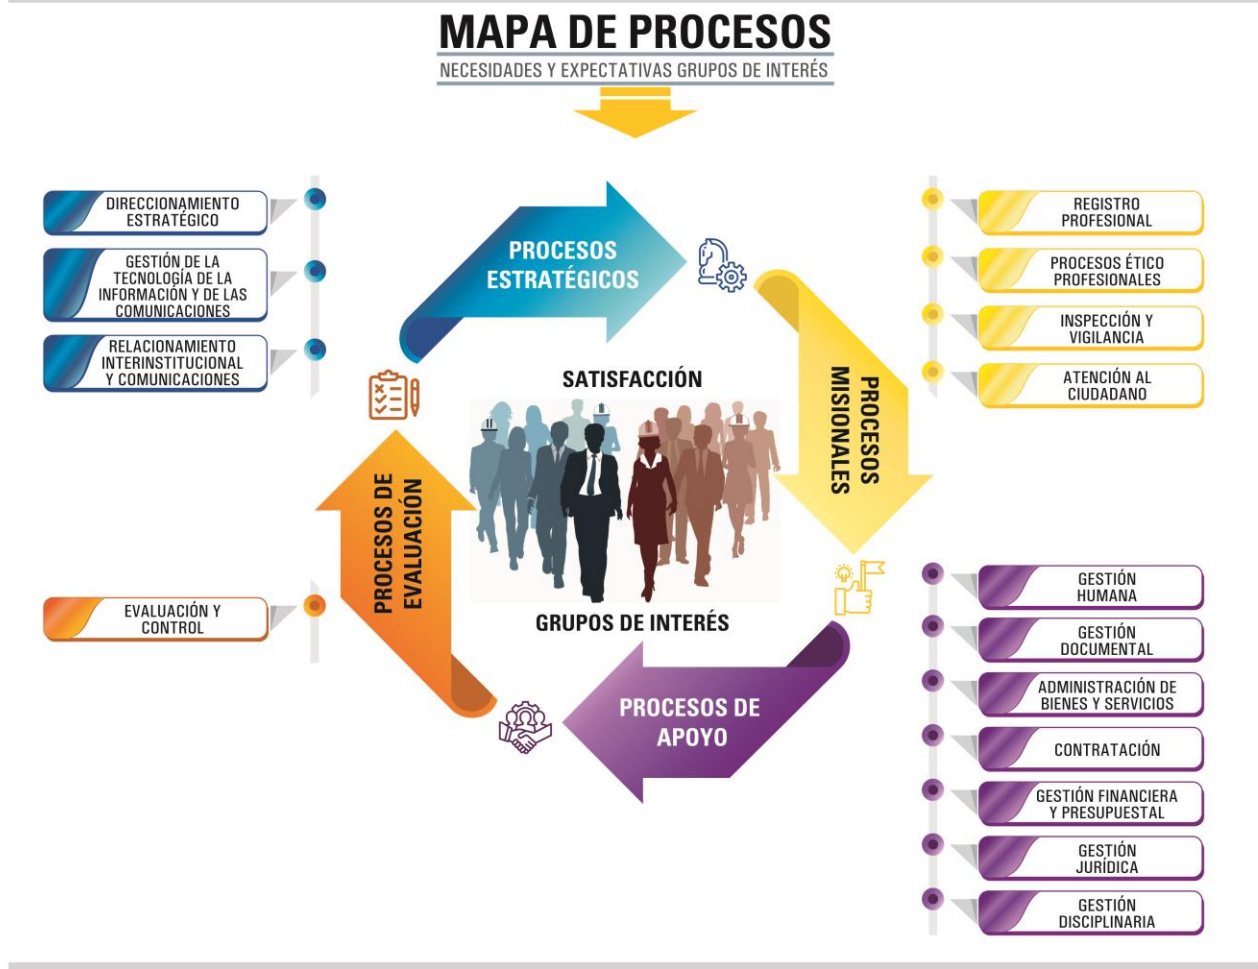 MAPA DE PROCESOS
NECESIDADES Y EXPECTATIVAS GRUPOS DE INTERÉS
DIRECCIONAMIENTO
ESTRATÉGICO
GESTIÓN DE LA
TECNOLOGÍA DE LA
INFORMACIÓN Y DE LAS
COMUNICACIONES
RELACIONAMIENTO
INTERINSTITUCIONAL
Y COMUNICACIONES
PROCESOS
ESTRATÉGICOS
REGISTRO
PROFESIONAL
PROCESOS ÉTICO
PROFESIONALES
INSPECCIÓN Y
VIGILANCIA
ATENCIÓN AL
CIUDADANO
PROCESOS
MISIONALES
SATISFACCIÓN
GRUPOS DE INTERÉS
PROCESOS DE
EVALUACIÓN
EVALUACIÓN Y
CONTROL
PROCESOS DE
APOYO
GESTIÓN
HUMANA
GESTIÓN
DOCUMENTAL
ADMINISTRACIÓN DE
BIENES Y SERVICIOS
CONTRATACIÓN
GESTIÓN FINANCIERA
Y PRESUPUESTAL
GESTIÓN
JURÍDICA
GESTIÓN
DISCIPLINARIA